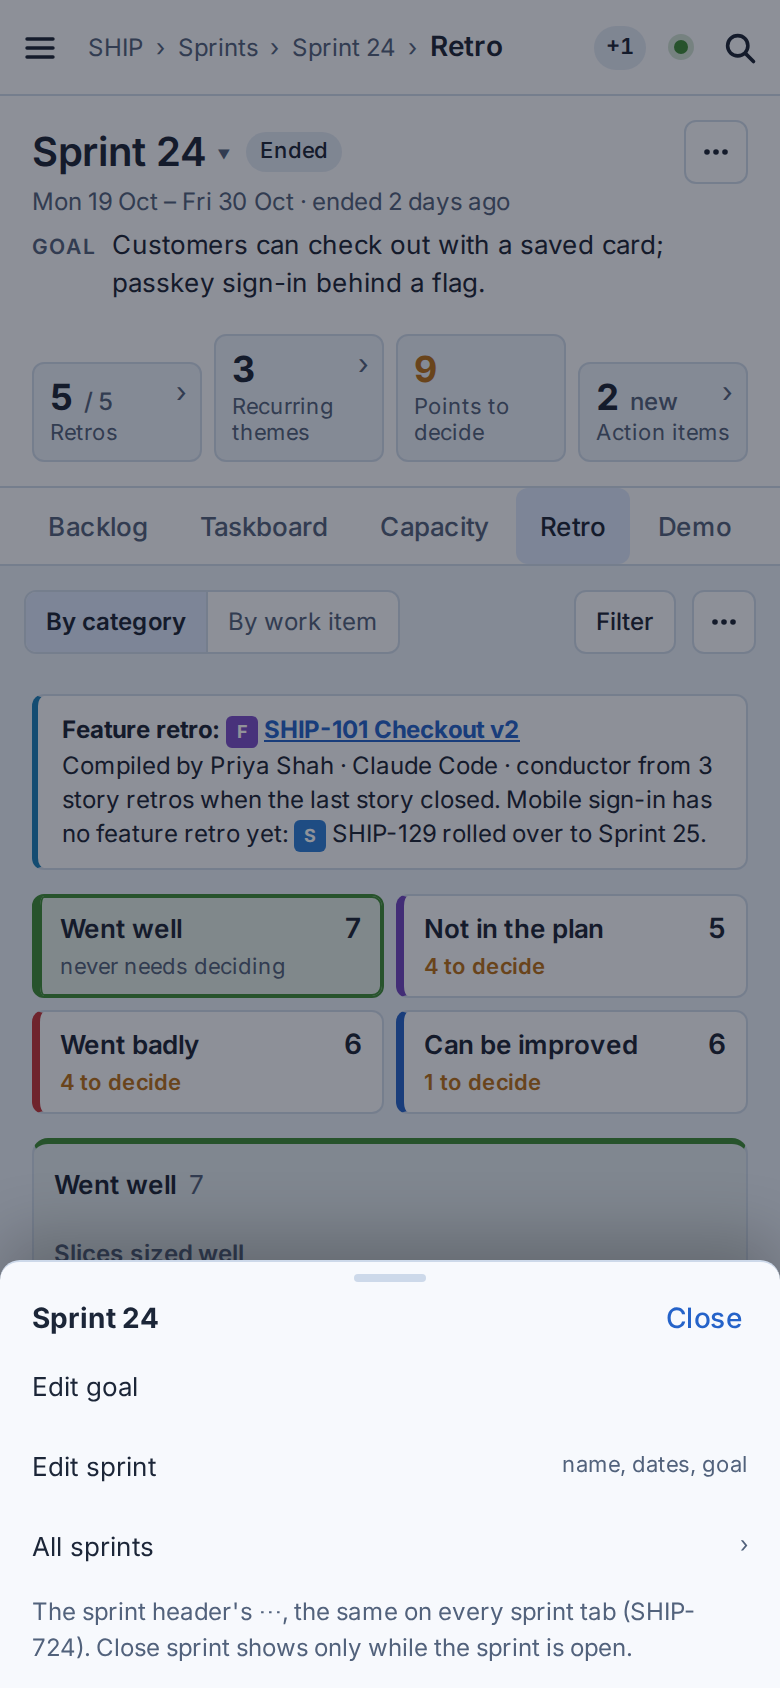 SHIP › Sprints › Sprint 24 › Retro +1
Sprint 24 ▾ Ended ···
Mon 19 Oct – Fri 30 Oct · ended 2 days ago
GOAL Customers can check out with a saved card;
passkey sign-in behind a flag.
5 / 5 ›
Retros
3 ›
Recurring
themes
9
Points to
decide
2 new ›
Action items
Backlog Taskboard Capacity Retro Demo
By category By work item Filter ···
Feature retro: F SHIP-101 Checkout v2
Compiled by Priya Shah · Claude Code · conductor from 3
story retros when the last story closed. Mobile sign-in has
no feature retro yet: S SHIP-129 rolled over to Sprint 25.
Went well 7
never needs deciding
Not in the plan 5
4 to decide
Went badly 6
4 to decide
Can be improved 6
1 to decide
Went well 7
Slices sized well
Sprint 24 Close
Edit goal
Edit sprint name, dates, goal
All sprints ›
The sprint header's ···, the same on every sprint tab (SHIP-
724). Close sprint shows only while the sprint is open.